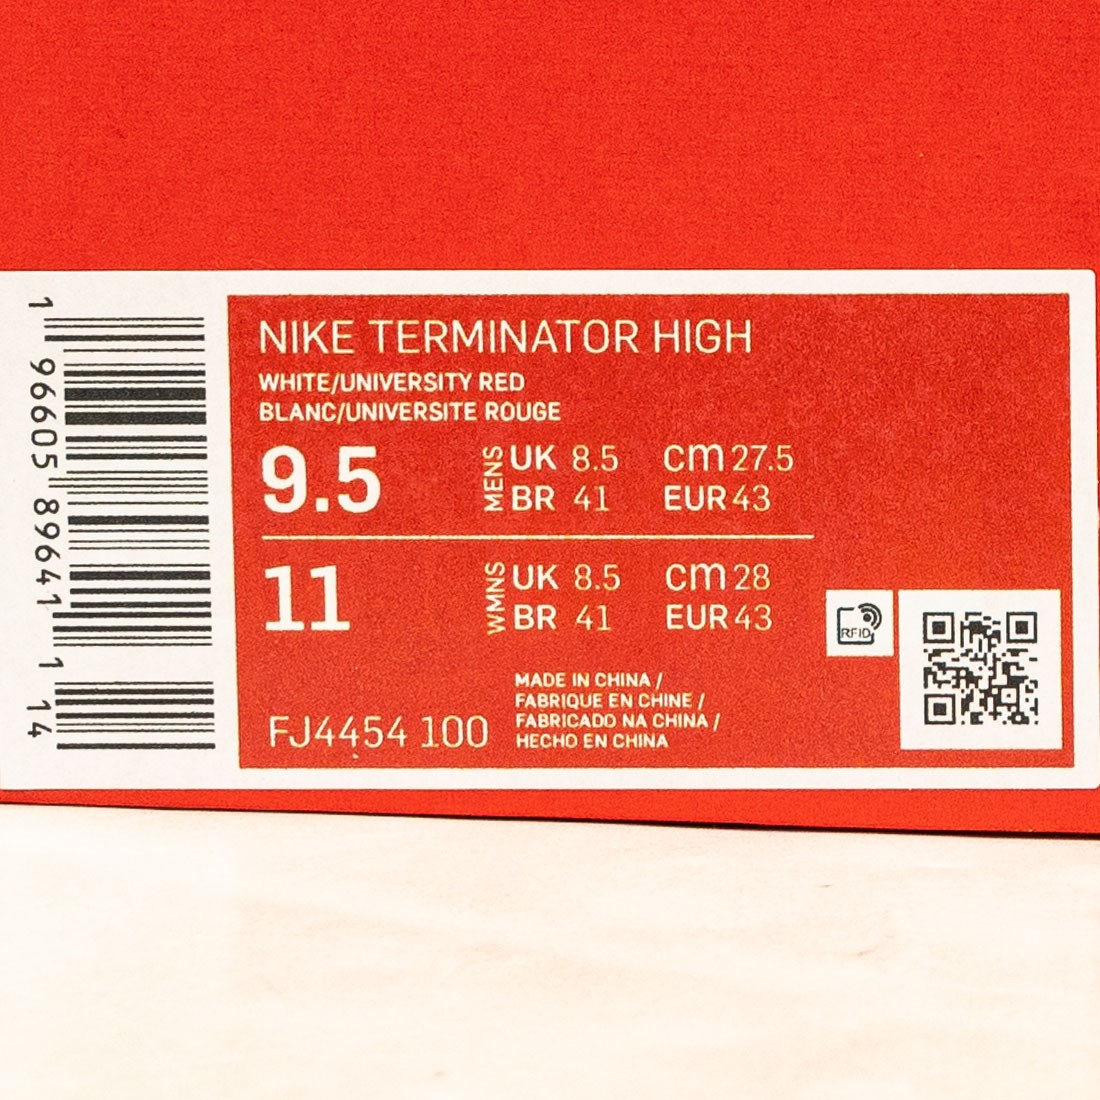 NIKE TERMINATOR HIGH
WHITE/UNIVERSITY RED
BLANC/UNIVERSITE ROUGE
9.5 MENS UK 8.5 cm 27.5
BR 41 EUR 43
11 WMNS UK 8.5 cm 28
BR 41 EUR 43
RFID
MADE IN CHINA /
FABRIQUE EN CHINE /
FABRICADO NA CHINA /
HECHO EN CHINA
FJ4454 100
1 96605 89641 1 14